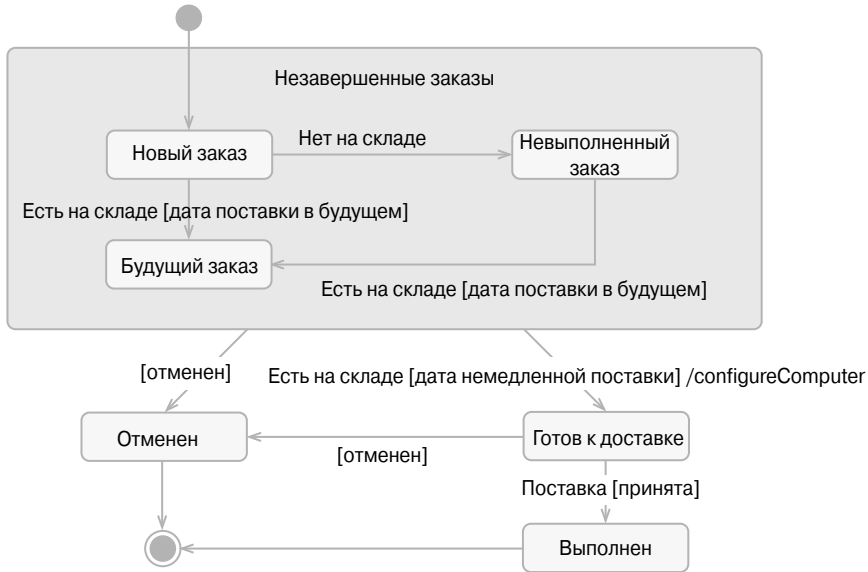 Незавершенные заказы
Новый заказ
Нет на складе
Невыполненный
заказ
Есть на складе [дата поставки в будущем]
Будущий заказ
Есть на складе [дата поставки в будущем]
[отменен]
Есть на складе [дата немедленной поставки] /configureComputer
Отменен
Готов к доставке
[отменен]
Поставка [принята]
Выполнен